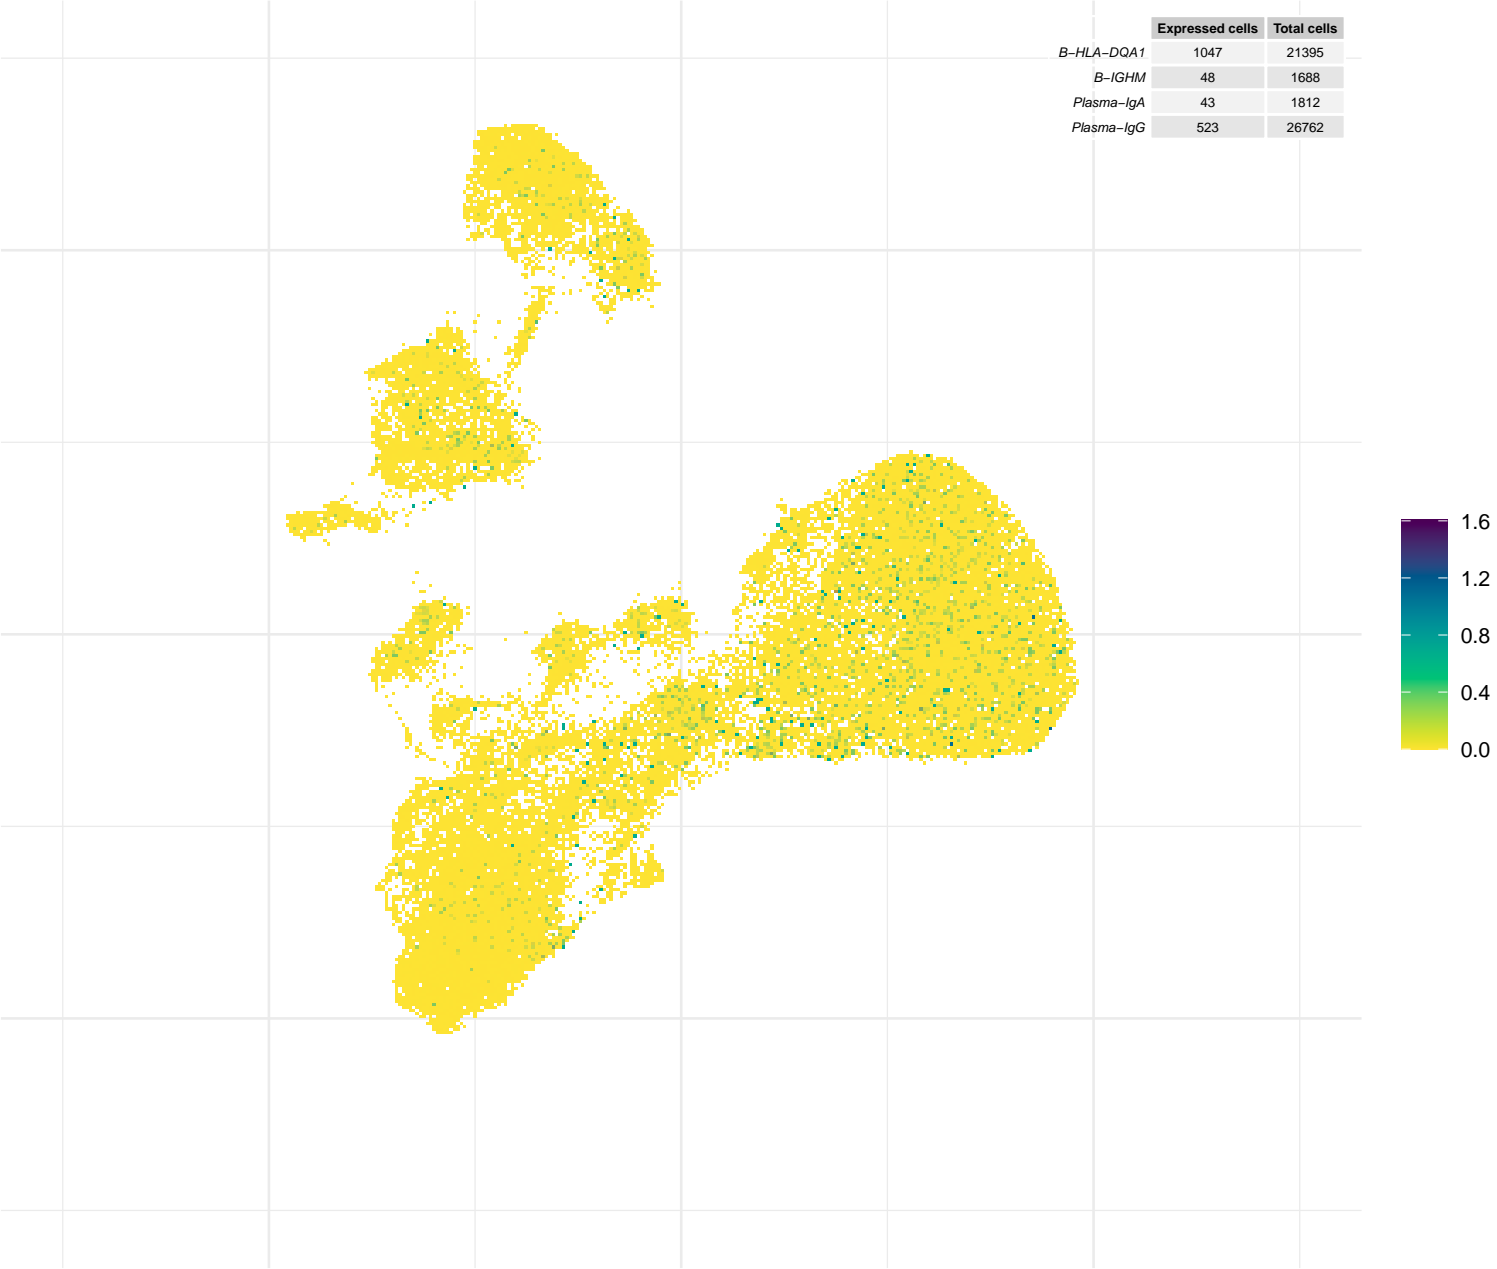 Expressed cells Total cells
B−HLA−DQA1 1047 21395
B−IGHM 48 1688
Plasma−IgA 43 1812
Plasma−IgG 523 26762
1.6
1.2
0.8
0.4
0.0